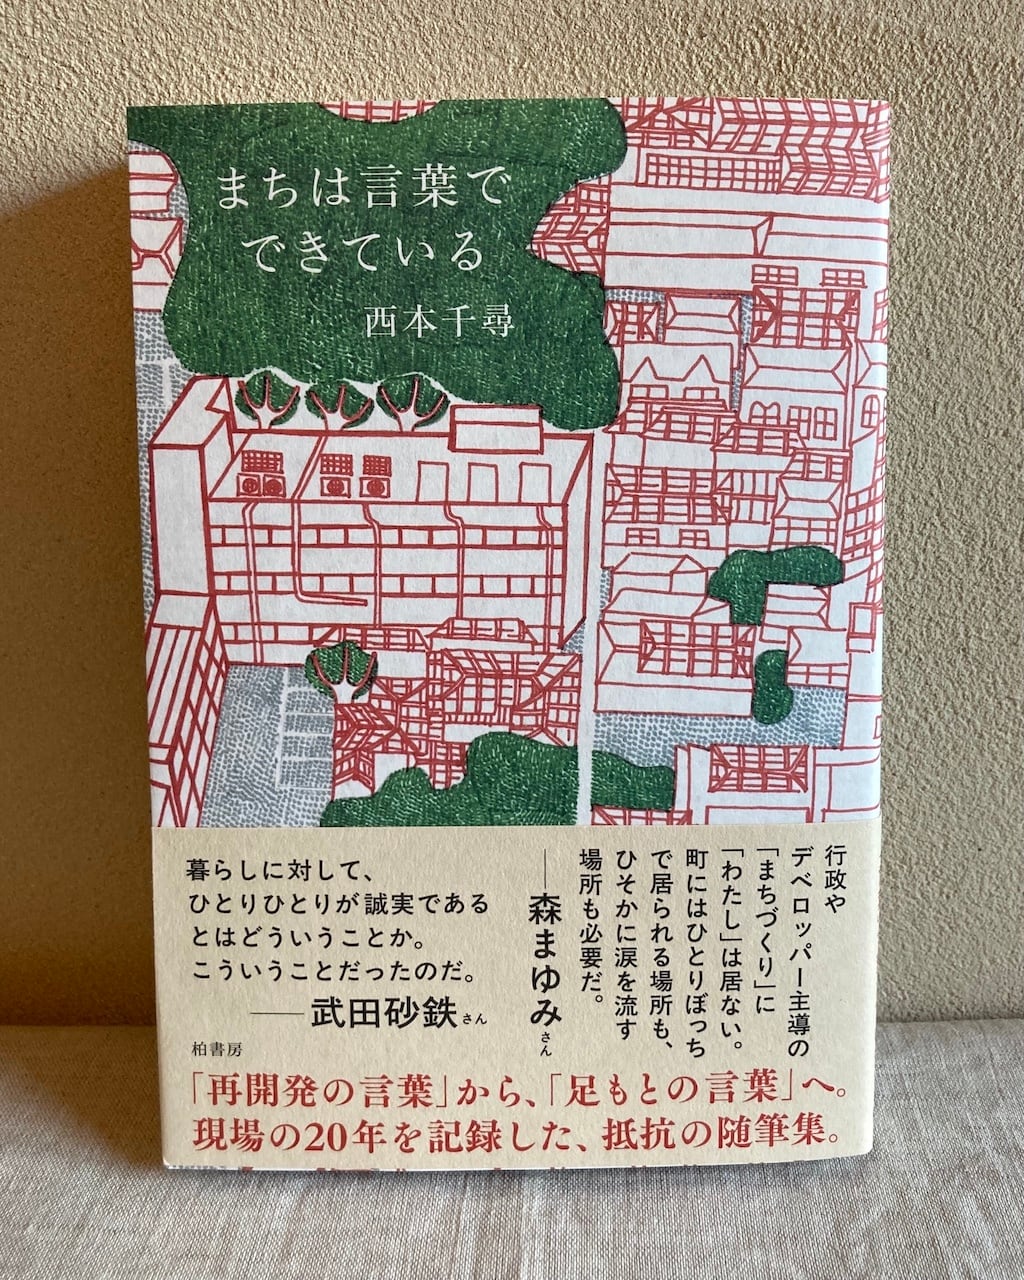 まちは言葉で
できている
西本千尋
行政や
デベロッパー主導の
「まちづくり」に
「わたし」は居ない。
町にはひとりぼっち
で居られる場所も、
ひそかに涙を流す
場所も必要だ。
——森まゆみさん
暮らしに対して、
ひとりひとりが誠実である
とはどういうことか。
こういうことだったのだ。
——武田砂鉄さん
柏書房
「再開発の言葉」から、「足もとの言葉」へ。
現場の20年を記録した、抵抗の随筆集。